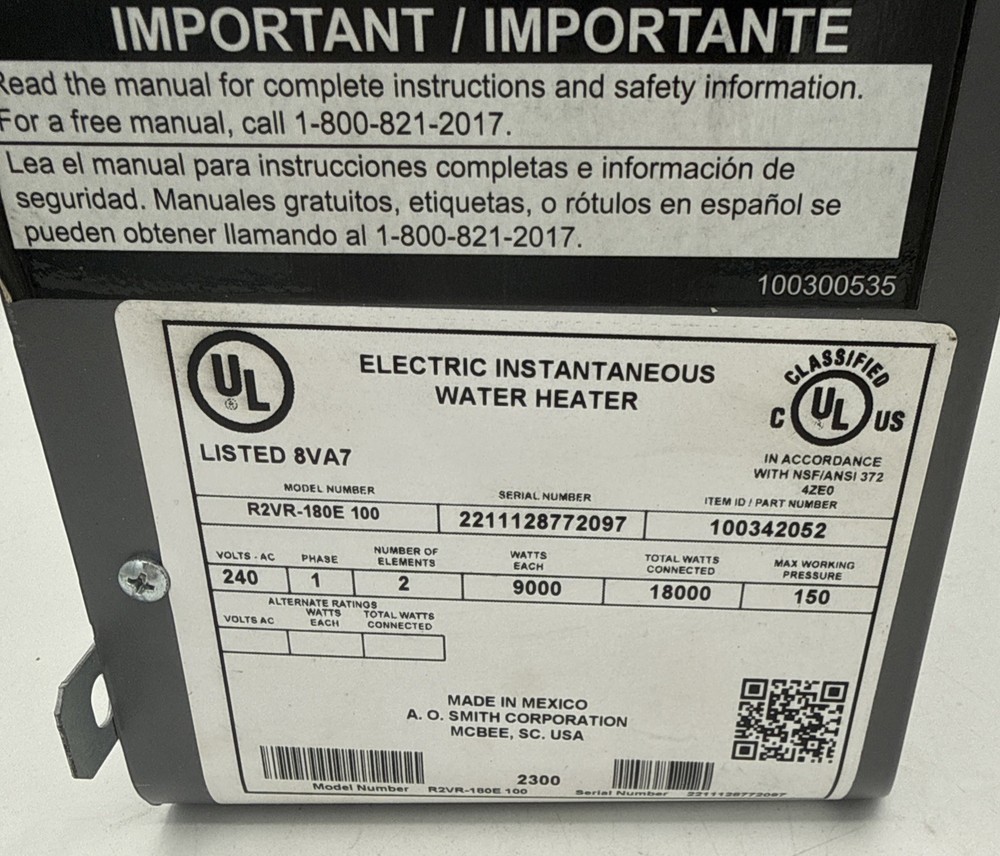 IMPORTANT / IMPORTANTE
Read the manual for complete instructions and safety information.
For a free manual, call 1-800-821-2017.
Lea el manual para instrucciones completas e información de
seguridad. Manuales gratuitos, etiquetas, o rótulos en español se
pueden obtener llamando al 1-800-821-2017.
100300535
UL
LISTED 8VA7
ELECTRIC INSTANTANEOUS
WATER HEATER
CLASSIFIED
C UL US
IN ACCORDANCE
WITH NSF/ANSI 372
4ZE0
MODEL NUMBER SERIAL NUMBER ITEM ID / PART NUMBER
R2VR-180E 100 2211128772097 100342052
VOLTS - AC PHASE NUMBER OF ELEMENTS WATTS EACH TOTAL WATTS CONNECTED MAX WORKING PRESSURE
240 1 2 9000 18000 150
ALTERNATE RATINGS
VOLTS AC WATTS EACH TOTAL WATTS CONNECTED
MADE IN MEXICO
A. O. SMITH CORPORATION
MCBEE, SC. USA
2300
Model Number R2VR-180E 100 Serial Number 2211128772097